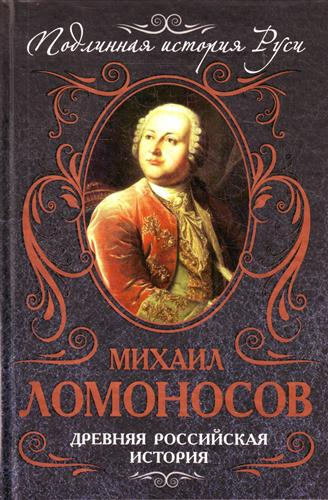 Подлинная история Руси
МИХАИЛ
ЛОМОНОСОВ
ДРЕВНЯЯ РОССИЙСКАЯ
ИСТОРИЯ